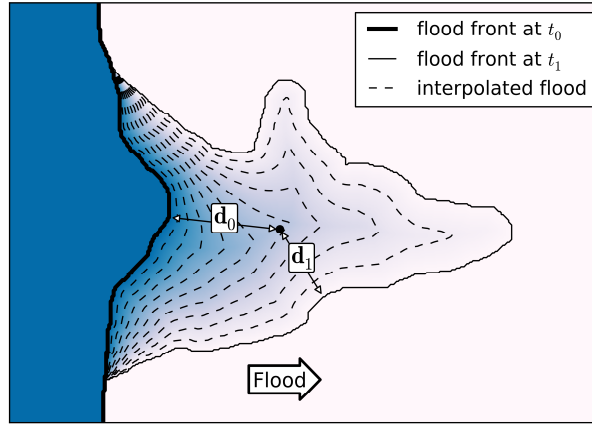 flood front at t₀
flood front at t₁
interpolated flood
d₀
d₁
Flood